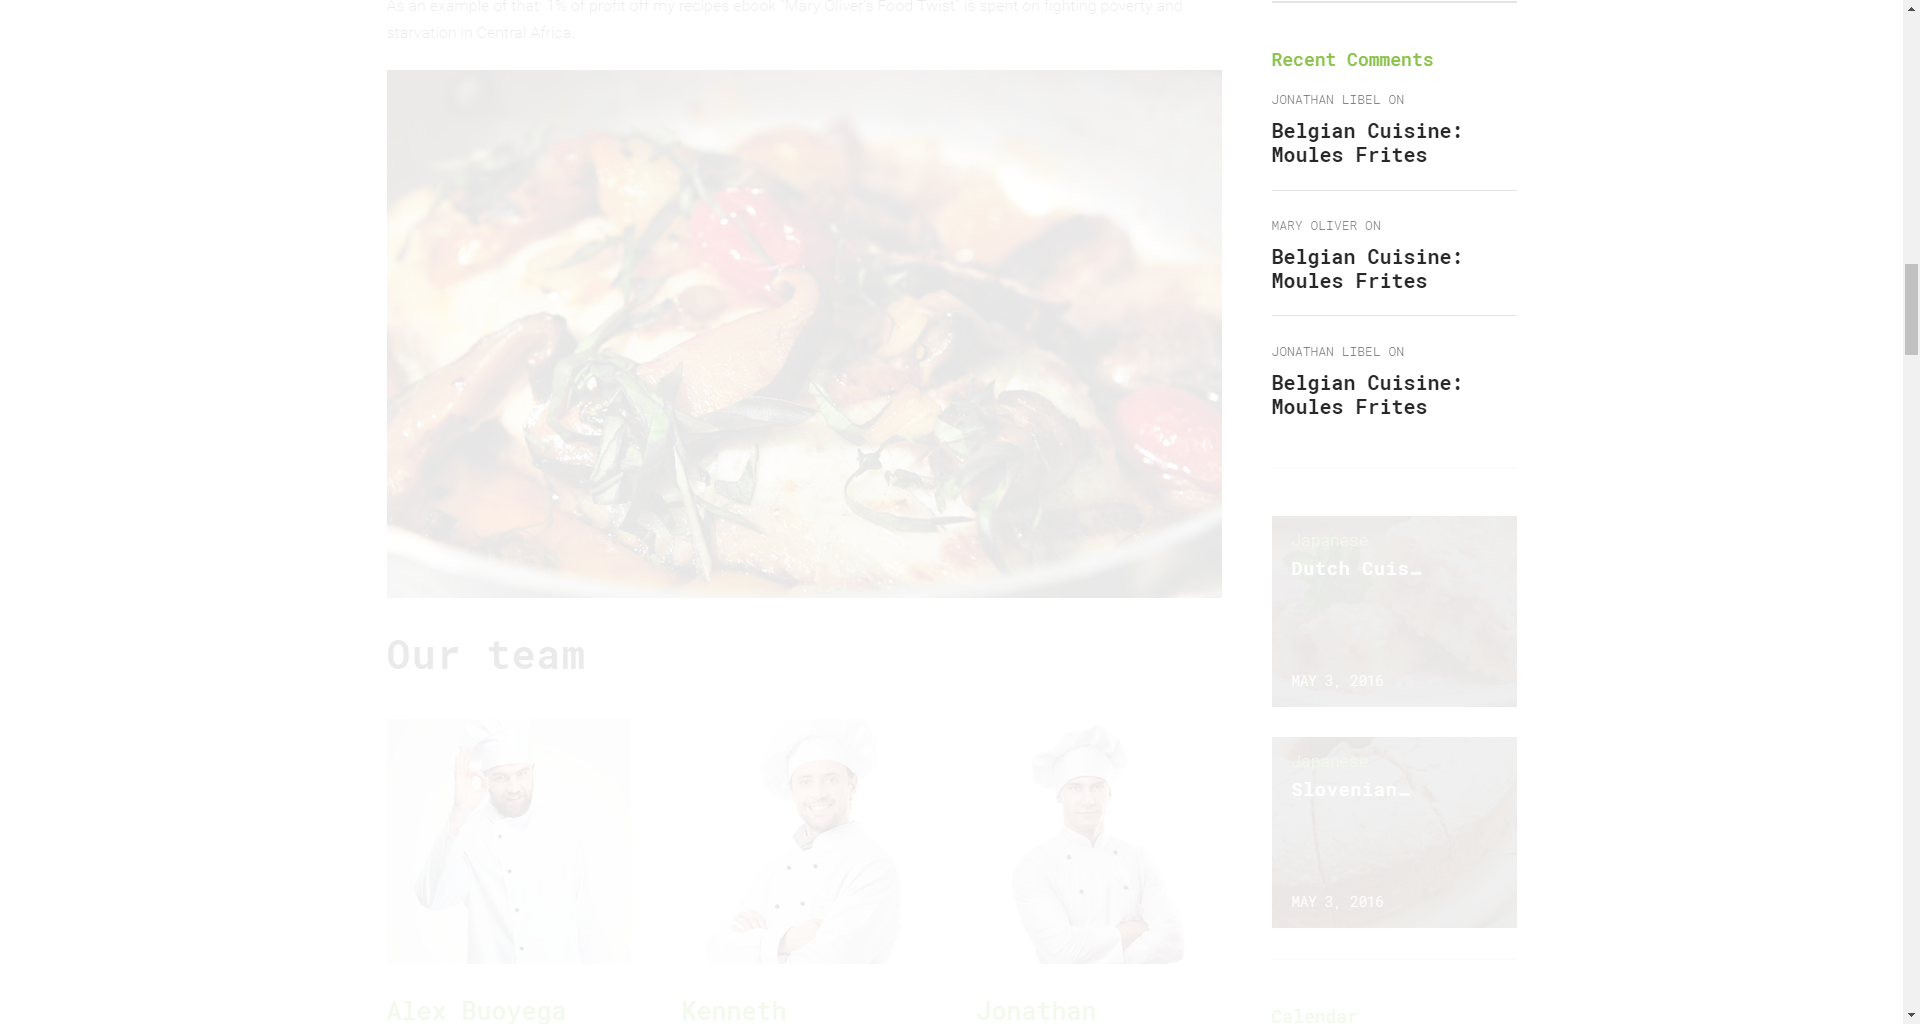 As an example of that: 1% of profit off my recipes ebook "Mary Oliver's Food Twist" is spent on fighting poverty and
starvation in Central Africa.
Our team
Alex Buoyega
Kenneth
Jonathan
Recent Comments
JONATHAN LIBEL ON
Belgian Cuisine:
Moules Frites
MARY OLIVER ON
Belgian Cuisine:
Moules Frites
JONATHAN LIBEL ON
Belgian Cuisine:
Moules Frites
Japanese
Dutch Cuis…
MAY 3, 2016
Japanese
Slovenian…
MAY 3, 2016
Calendar